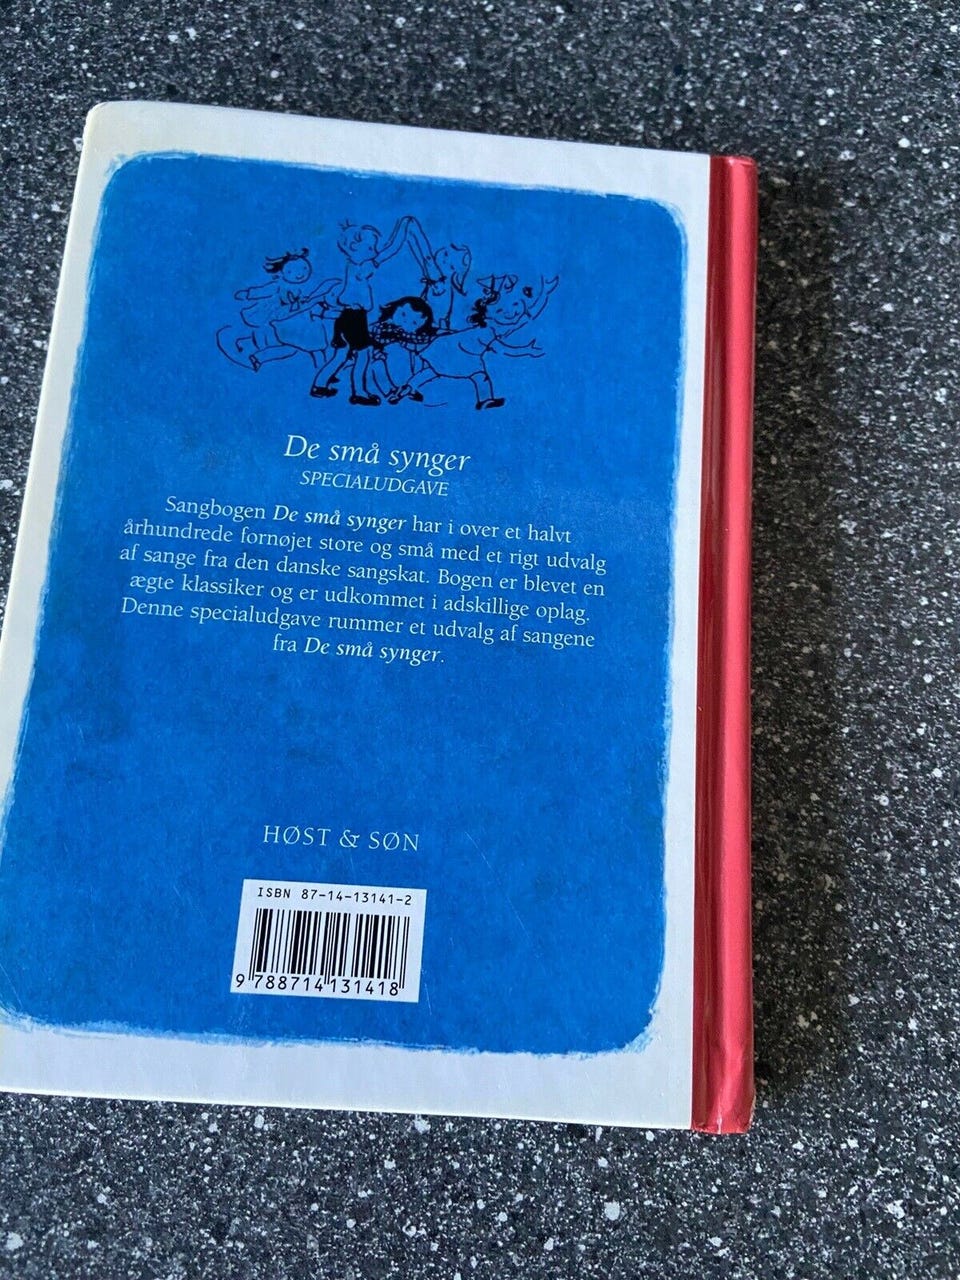 De små synger
SPECIALUDGAVE
Sangbogen De små synger har i over et halvt
århundrede fornøjet store og små med et rigt udvalg
af sange fra den danske sangskat. Bogen er blevet en
ægte klassiker og er udkommet i adskillige oplag.
Denne specialudgave rummer et udvalg af sangene
fra De små synger.
HØST & SØN
ISBN 87-14-13141-2
9 788714 131418